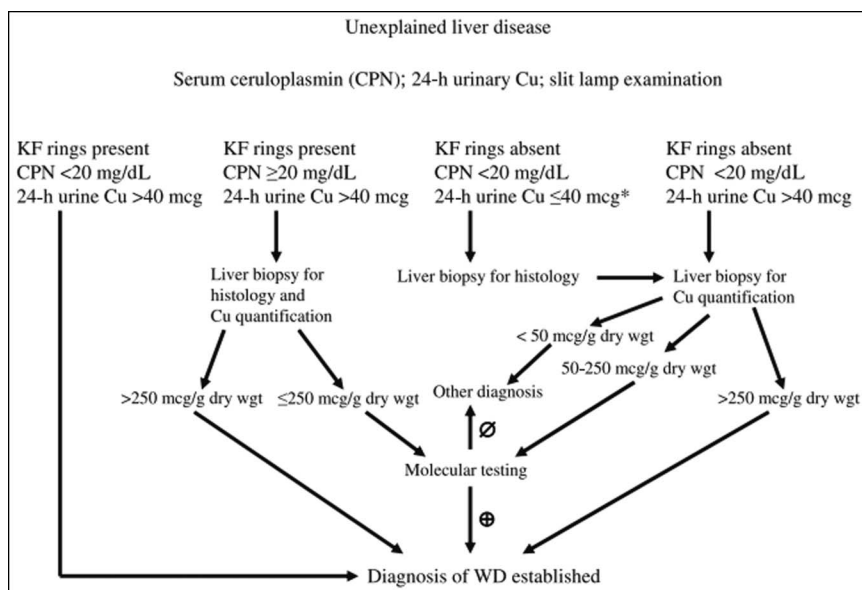 Unexplained liver disease
Serum ceruloplasmin (CPN); 24-h urinary Cu; slit lamp examination
KF rings present
CPN <20 mg/dL
24-h urine Cu >40 mcg
KF rings present
CPN ≥20 mg/dL
24-h urine Cu >40 mcg
KF rings absent
CPN <20 mg/dL
24-h urine Cu ≤40 mcg*
KF rings absent
CPN <20 mg/dL
24-h urine Cu >40 mcg
Liver biopsy for
histology and
Cu quantification
Liver biopsy for histology
Liver biopsy for
Cu quantification
< 50 mcg/g dry wgt
50-250 mcg/g dry wgt
>250 mcg/g dry wgt
≤250 mcg/g dry wgt
Other diagnosis
>250 mcg/g dry wgt
∅
Molecular testing
⊕
Diagnosis of WD established